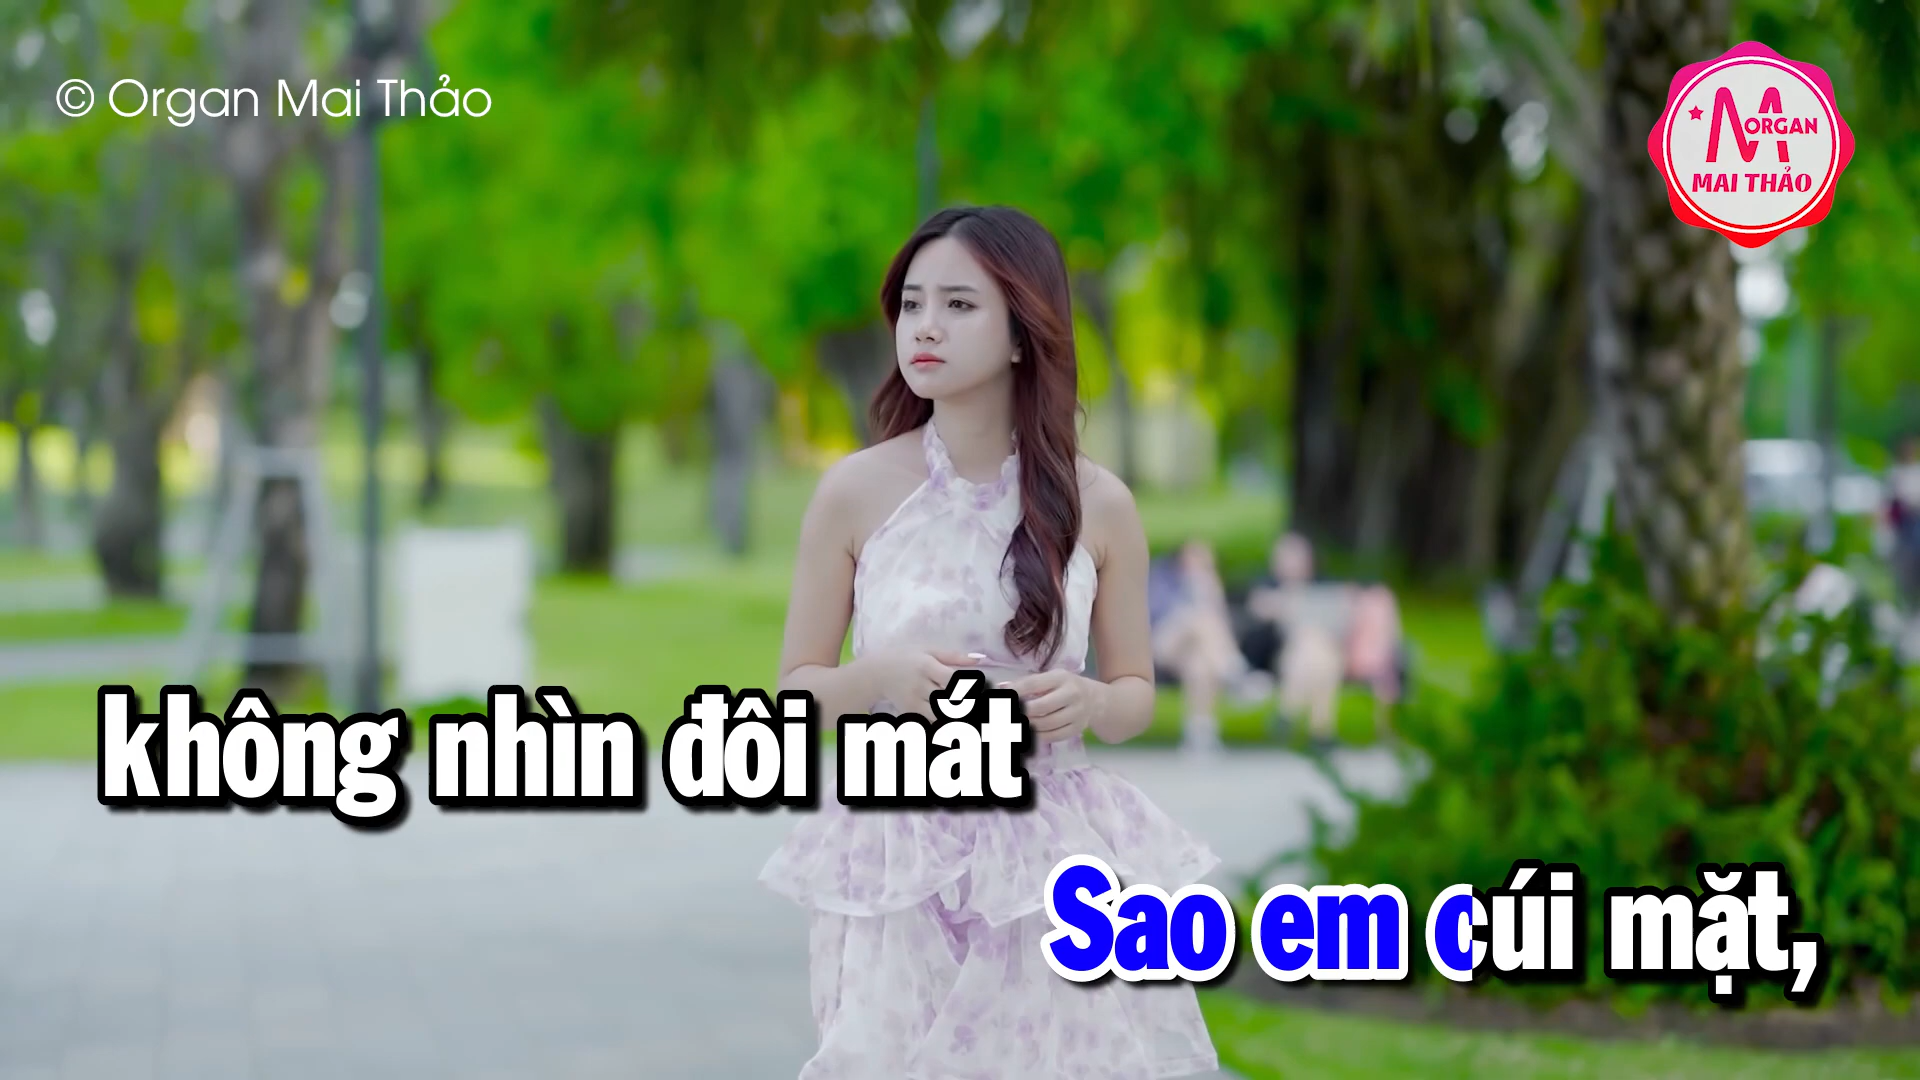 © Organ Mai Thảo
ORGAN
MAI THẢO
không nhìn đôi mắt
Sao em cúi mặt,